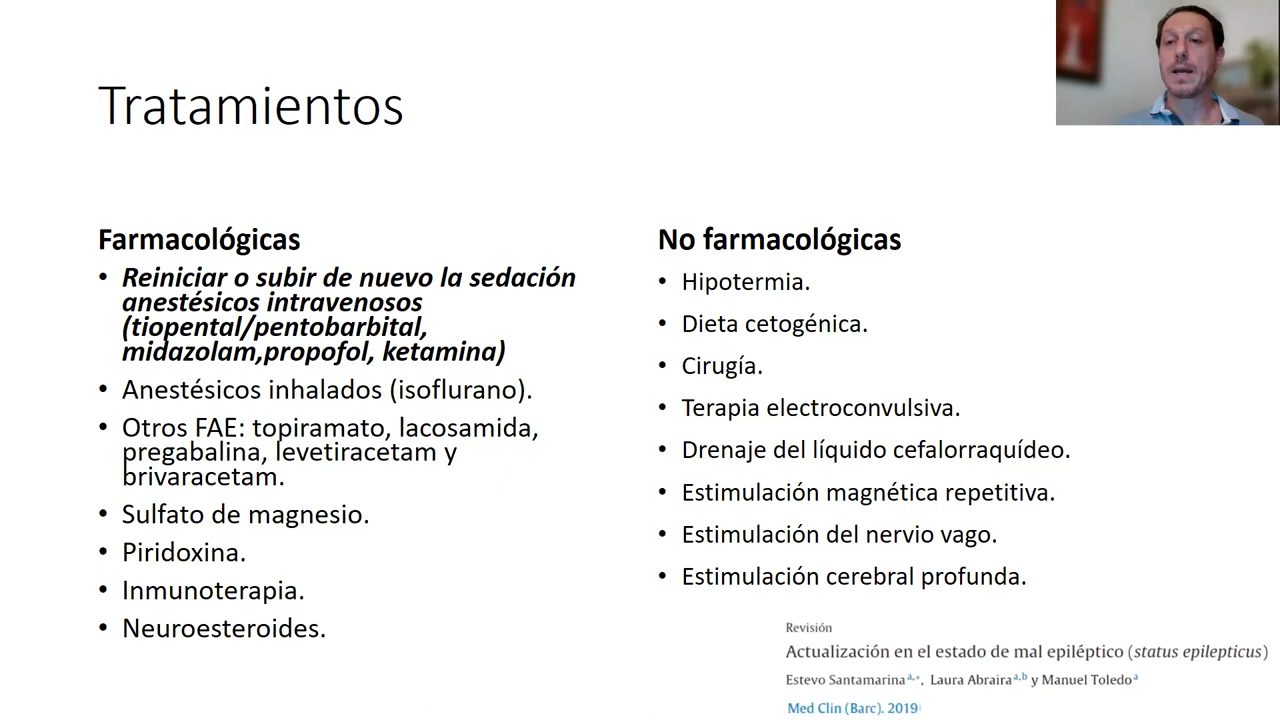 Tratamientos
Farmacológicas
• Reiniciar o subir de nuevo la sedación
anestésicos intravenosos
(tiopental/pentobarbital,
midazolam,propofol, ketamina)
• Anestésicos inhalados (isoflurano).
• Otros FAE: topiramato, lacosamida,
pregabalina, levetiracetam y
brivaracetam.
• Sulfato de magnesio.
• Piridoxina.
• Inmunoterapia.
• Neuroesteroides.
No farmacológicas
• Hipotermia.
• Dieta cetogénica.
• Cirugía.
• Terapia electroconvulsiva.
• Drenaje del líquido cefalorraquídeo.
• Estimulación magnética repetitiva.
• Estimulación del nervio vago.
• Estimulación cerebral profunda.
Revisión
Actualización en el estado de mal epiléptico (status epilepticus)
Estevo Santamarina a,*, Laura Abraira a,b y Manuel Toledo a
Med Clin (Barc). 2019